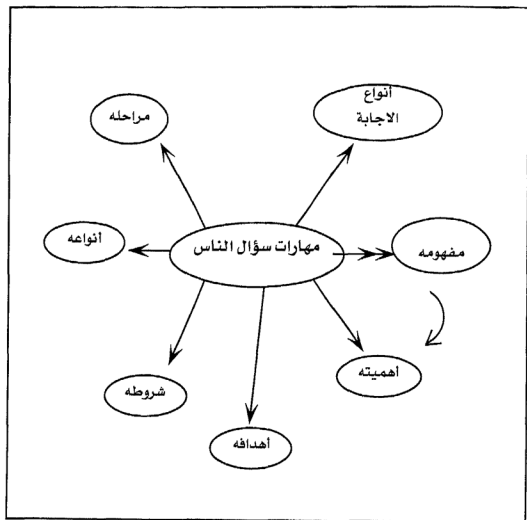 أنواع
الاجابة
مراحله
مهارات سؤال الناس
أنواعه
مفهومه
أهميته
شروطه
أهدافه